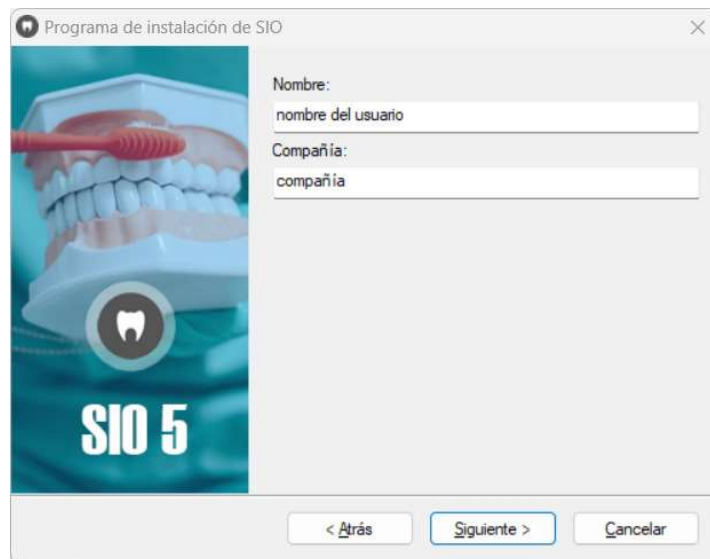 Programa de instalación de SIO
Nombre:
nombre del usuario
Compañía:
compañía
SIO 5
< Atrás
Siguiente >
Cancelar